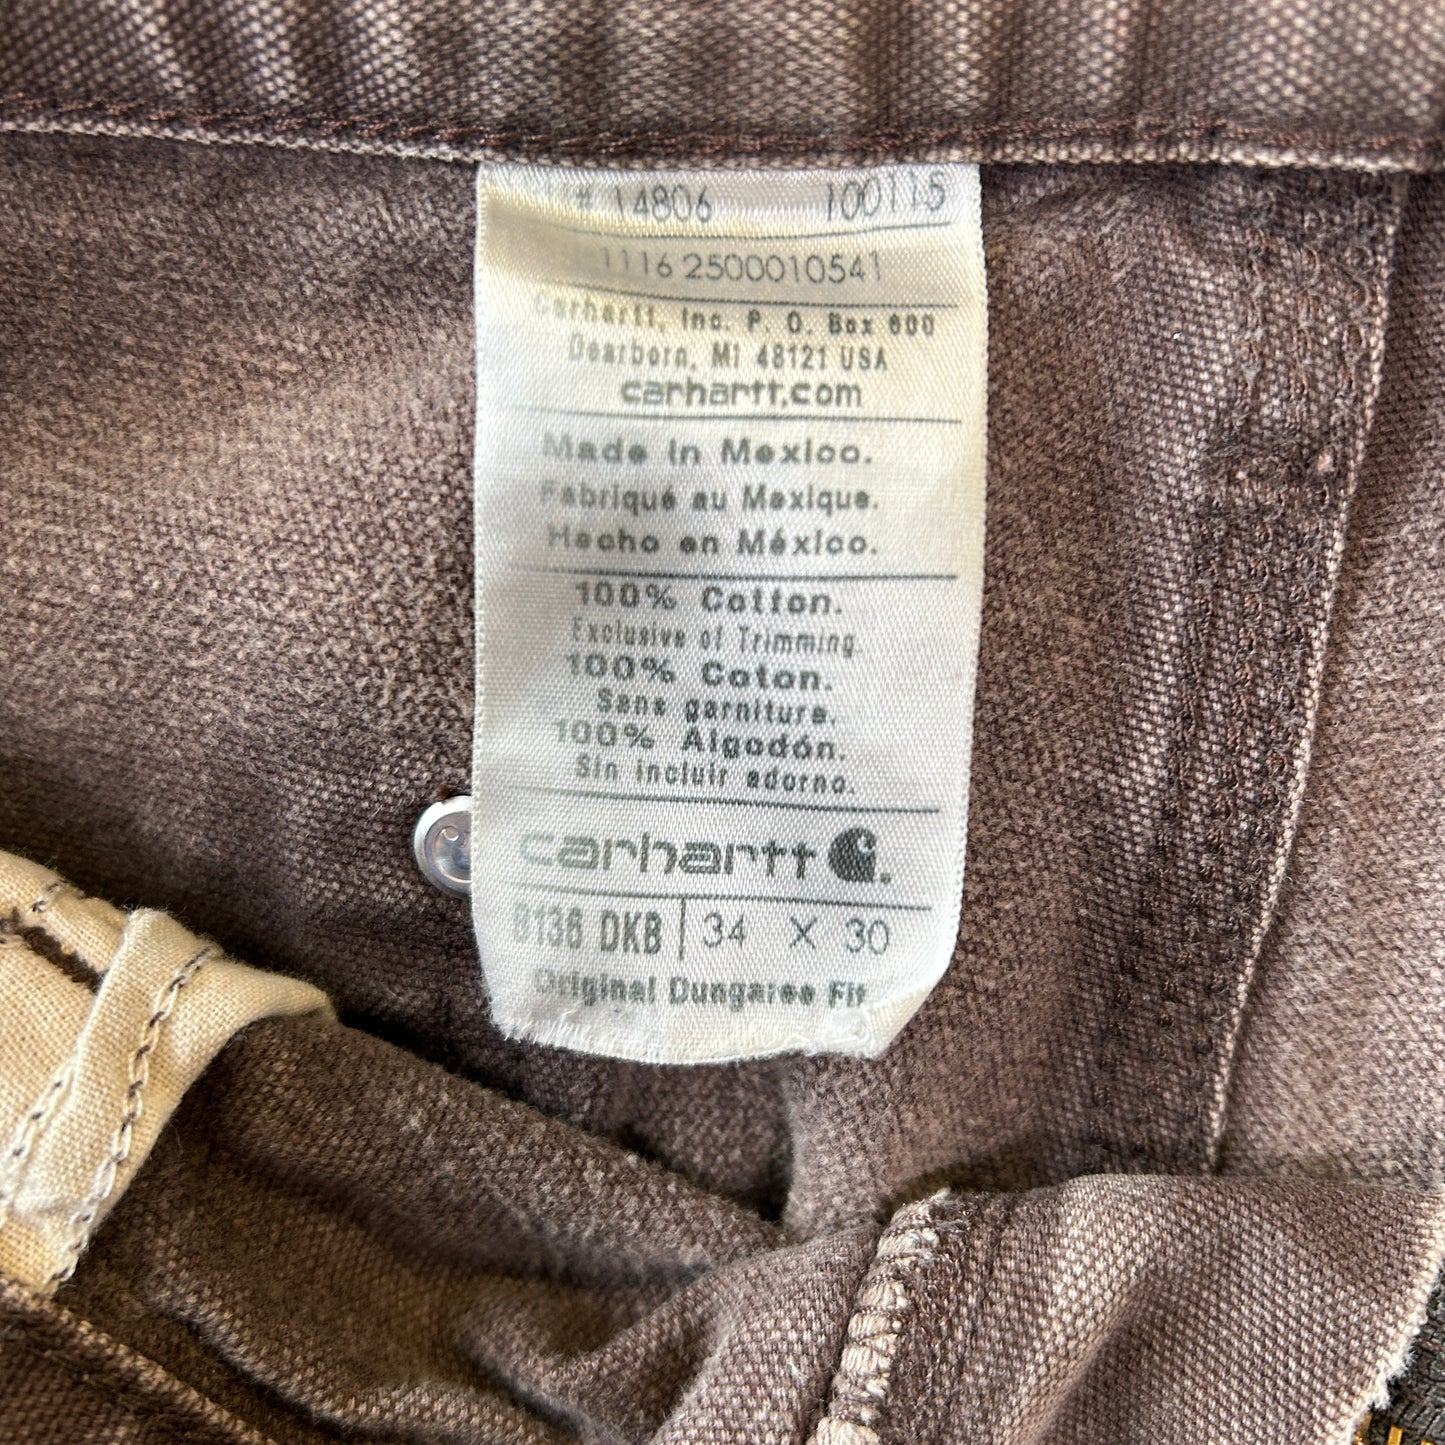 # 14806 100115
1116 2500010541
Carhartt, Inc. P. O. Box 600
Dearborn, MI 48121 USA
carhartt.com
Made in Mexico.
Fabriqué au Mexique.
Hecho en México.
100% Cotton.
Exclusive of Trimming.
100% Coton.
Sans garniture.
100% Algodón.
Sin incluir adorno.
carhartt
B136 DKB 34 X 30
Original Dungaree Fit